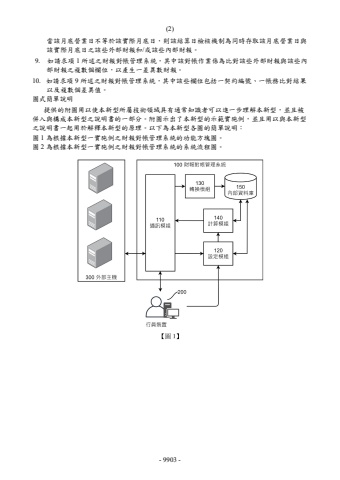 (2)
當該月底營業日不等於該實際月底日，則該結算日檢核機制為同時存取該月底營業日與
該實際月底日之該些外部財報和/或該些內部財報。
9. 如請求項 1 所述之財報對帳管理系統，其中該對帳作業係為比對該些外部財報與該些內
部財報之複數個欄位，以產生一差異數財報。
10. 如請求項 9 所述之財報對帳管理系統，其中這些欄位包括一契約編號、一帳務比對結果
以及複數個差異值。
圖式簡單說明
提供的附圖用以使本新型所屬技術領域具有通常知識者可以進一步理解本新型，並且被
併入與構成本新型之說明書的一部分。附圖示出了本新型的示範實施例，並且用以與本新型
之說明書一起用於解釋本新型的原理。以下為本新型各圖的簡單說明：
圖 1 為根據本新型一實施例之財報對帳管理系統的功能方塊圖。
圖 2 為根據本新型一實施例之財報對帳管理系統的系統流程圖。
100 財報對帳管理系統
130
轉換模組
150
內部資料庫
110
通訊模組
140
計算模組
120
設定模組
300 外部主機
200
行員裝置
【圖 1】
- 9903 -